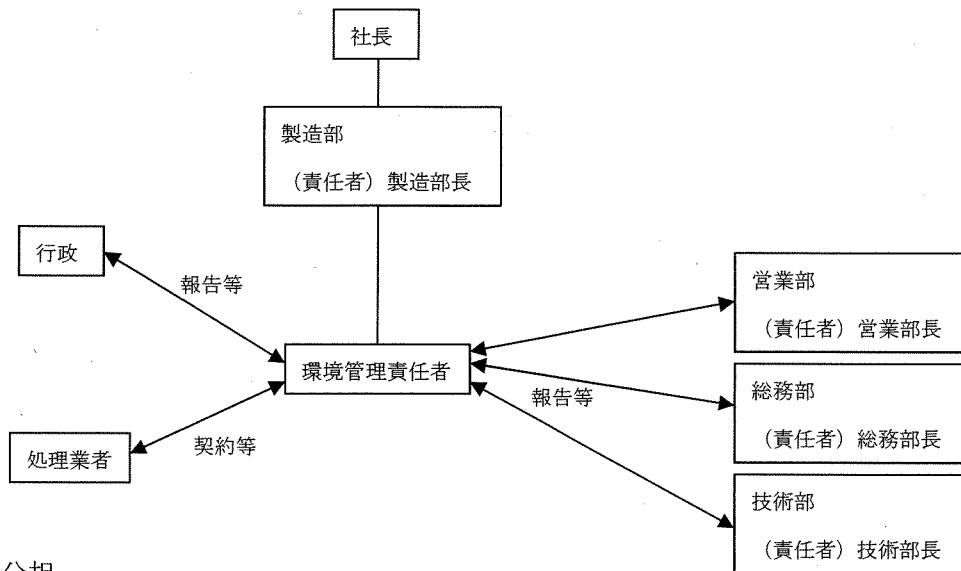 社長
製造部
（責任者）製造部長
行政
報告等
環境管理責任者
処理業者
契約等
報告等
営業部
（責任者）営業部長
総務部
（責任者）総務部長
技術部
（責任者）技術部長